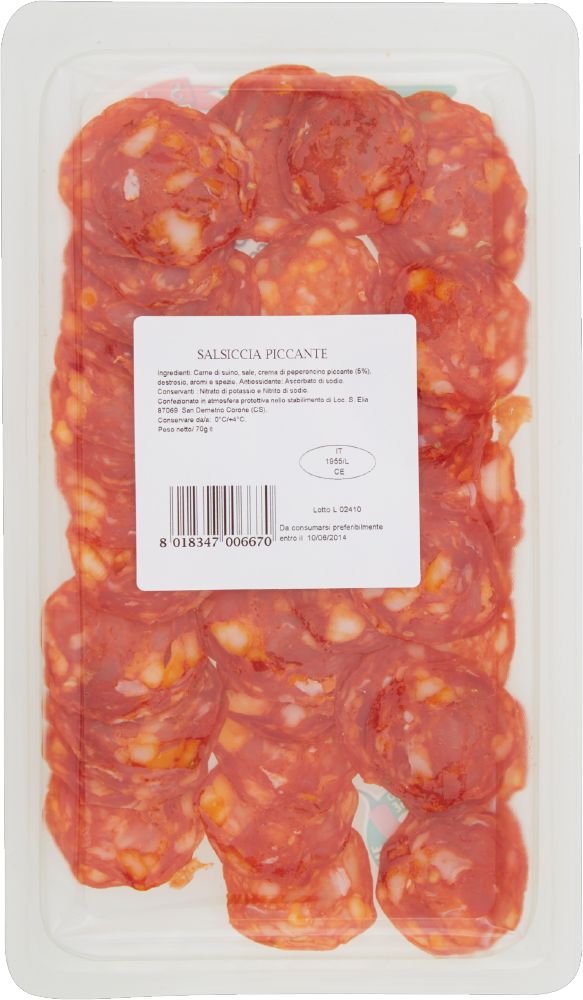 SALSICCIA PICCANTE
Ingredienti: Carne di suino, sale, crema di peperoncino piccante (5%),
destrosio, aromi e spezie. Antiossidante: Ascorbato di sodio.
Conservanti : Nitrato di potassio e Nitrito di sodio.
Confezionato in atmosfera protettiva nello stabilimento di Loc. S. Elia
87069 San Demetrio Corone (CS).
Conservare da/a: 0°C/+4°C.
Peso netto/ 70g e
IT
1955/L
CE
Lotto L 02410
Da consumarsi preferibilmente
entro il 10/06/2014
8 018347 006670